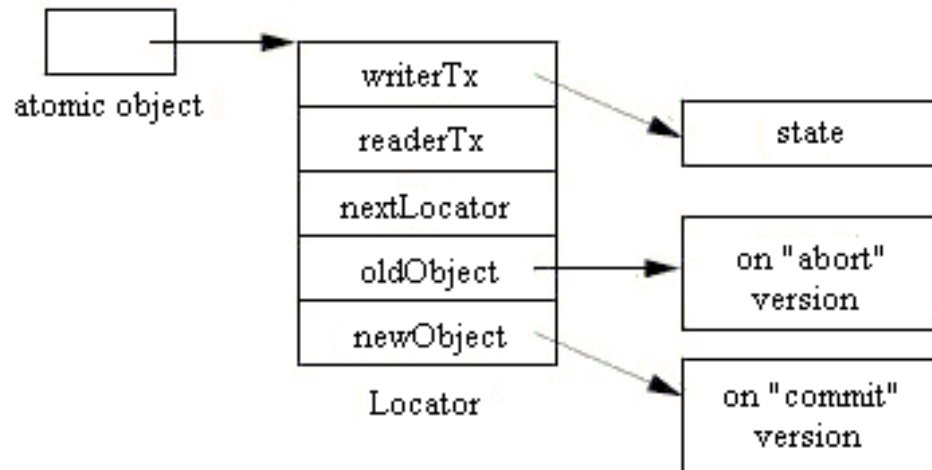 atomic object
writerTx
readerTx
nextLocator
oldObject
newObject
Locator
state
on "abort"
version
on "commit"
version